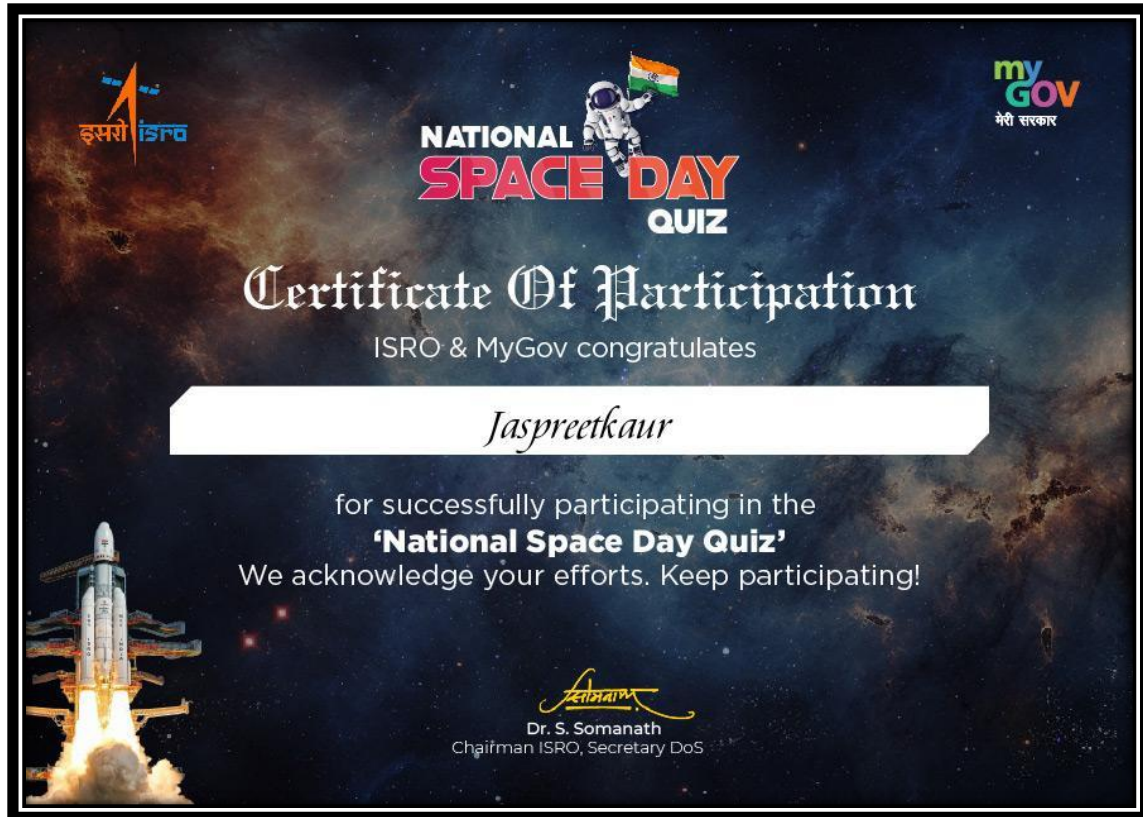 इसरो isro
my
GOV
मेरी सरकार
NATIONAL
SPACE DAY
QUIZ
Certificate Of Participation
ISRO & MyGov congratulates
Jaspreetkaur
for successfully participating in the
‘National Space Day Quiz’
We acknowledge your efforts. Keep participating!
Dr. S. Somanath
Chairman ISRO, Secretary DoS